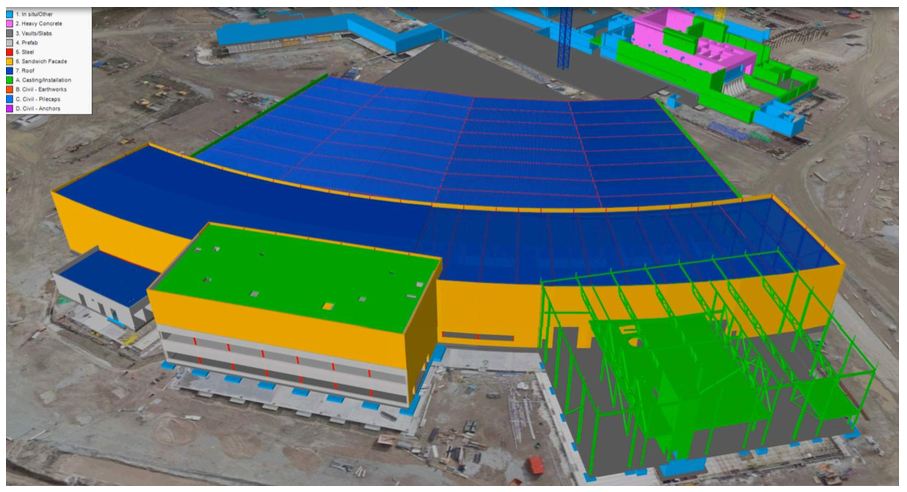 1. In situ/Other
2. Heavy Concrete
3. Vaults/Slabs
4. Prefab
5. Steel
6. Sandwich Facade
7. Roof
A. Casting/Installation
B. Civil - Earthworks
C. Civil - Pilecaps
D. Civil - Anchors